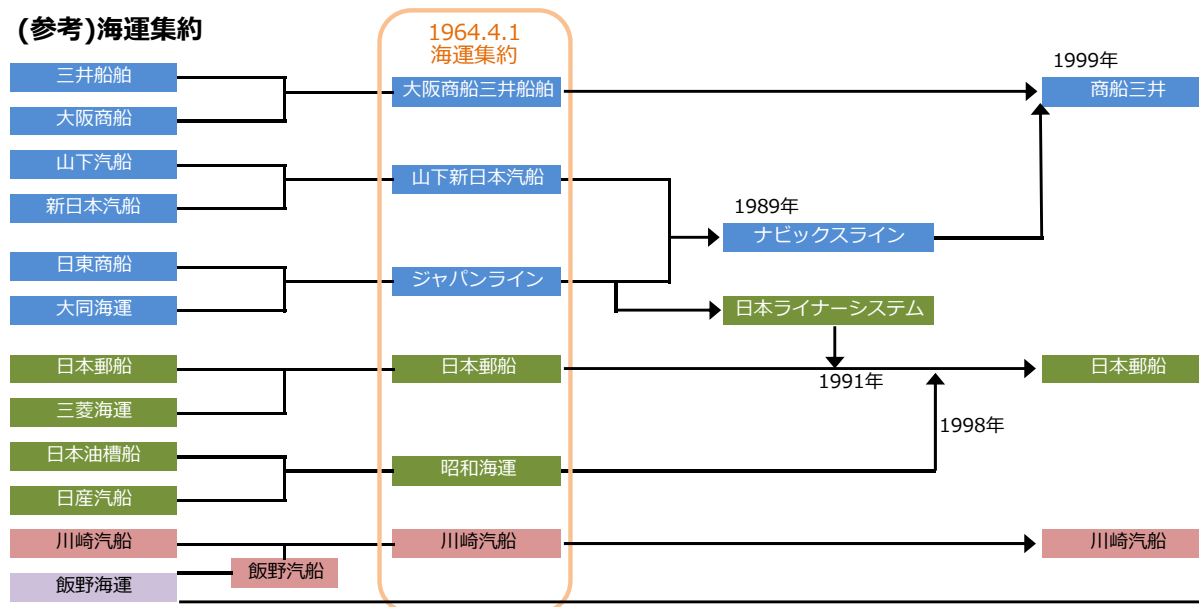 (参考)海運集約
1964.4.1
海運集約
1999年
三井船舶
大阪商船三井船舶
商船三井
大阪商船
山下汽船
山下新日本汽船
新日本汽船
1989年
ナビックスライン
日東商船
ジャパンライン
大同海運
日本ライナーシステム
日本郵船
日本郵船
日本郵船
1991年
三菱海運
1998年
日本油槽船
昭和海運
日産汽船
川崎汽船
川崎汽船
川崎汽船
飯野汽船
飯野海運